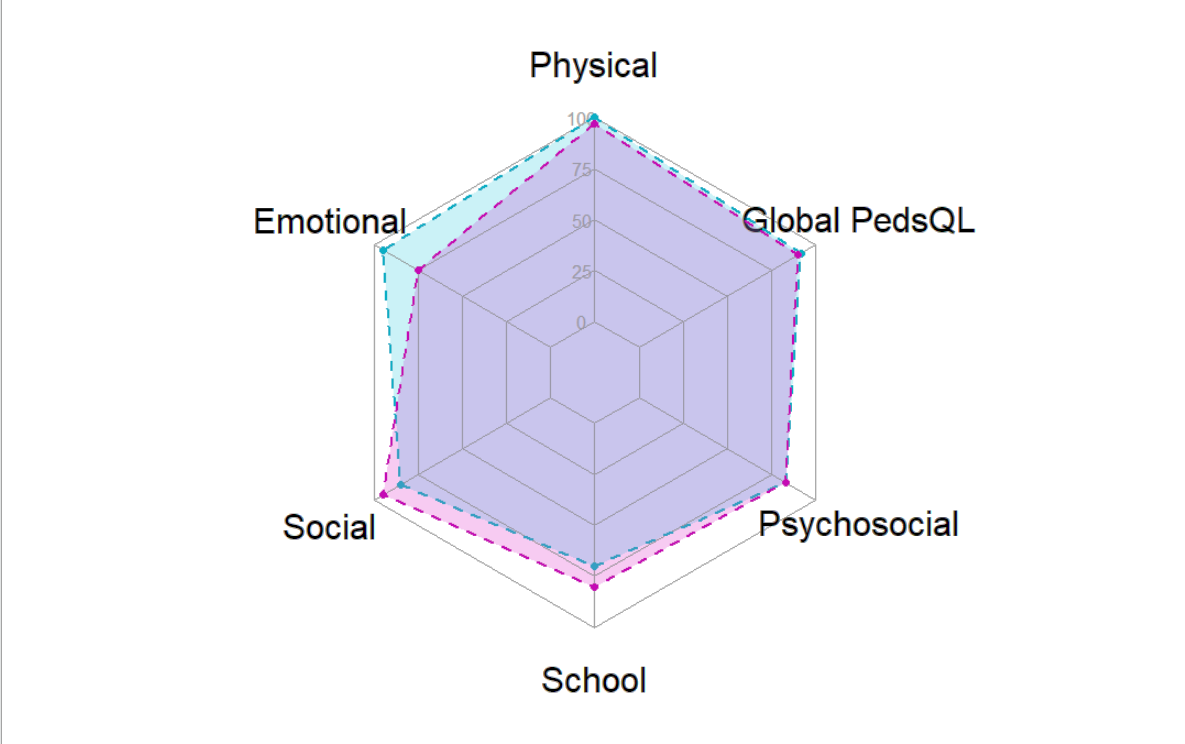 Physical
100
75
Emotional
50
Global PedsQL
25
0
Social
Psychosocial
School